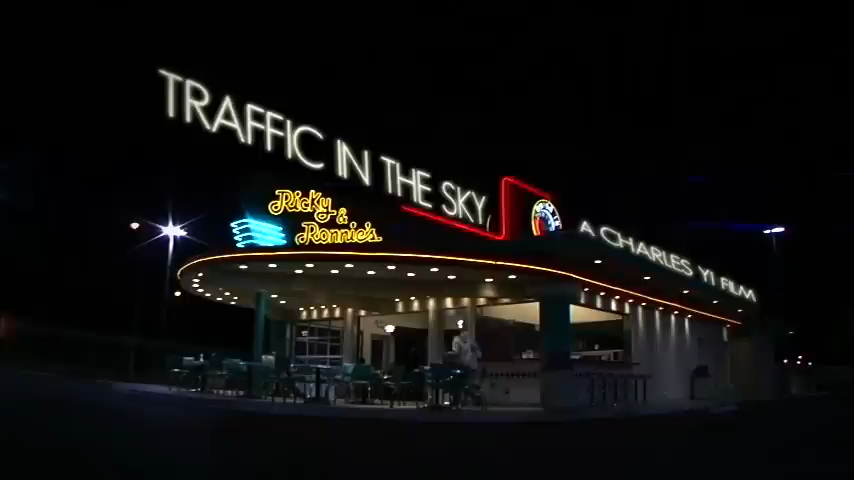 TRAFFIC IN THE SKY
Ricky
&
Ronnie's
A CHARLES YI FILM